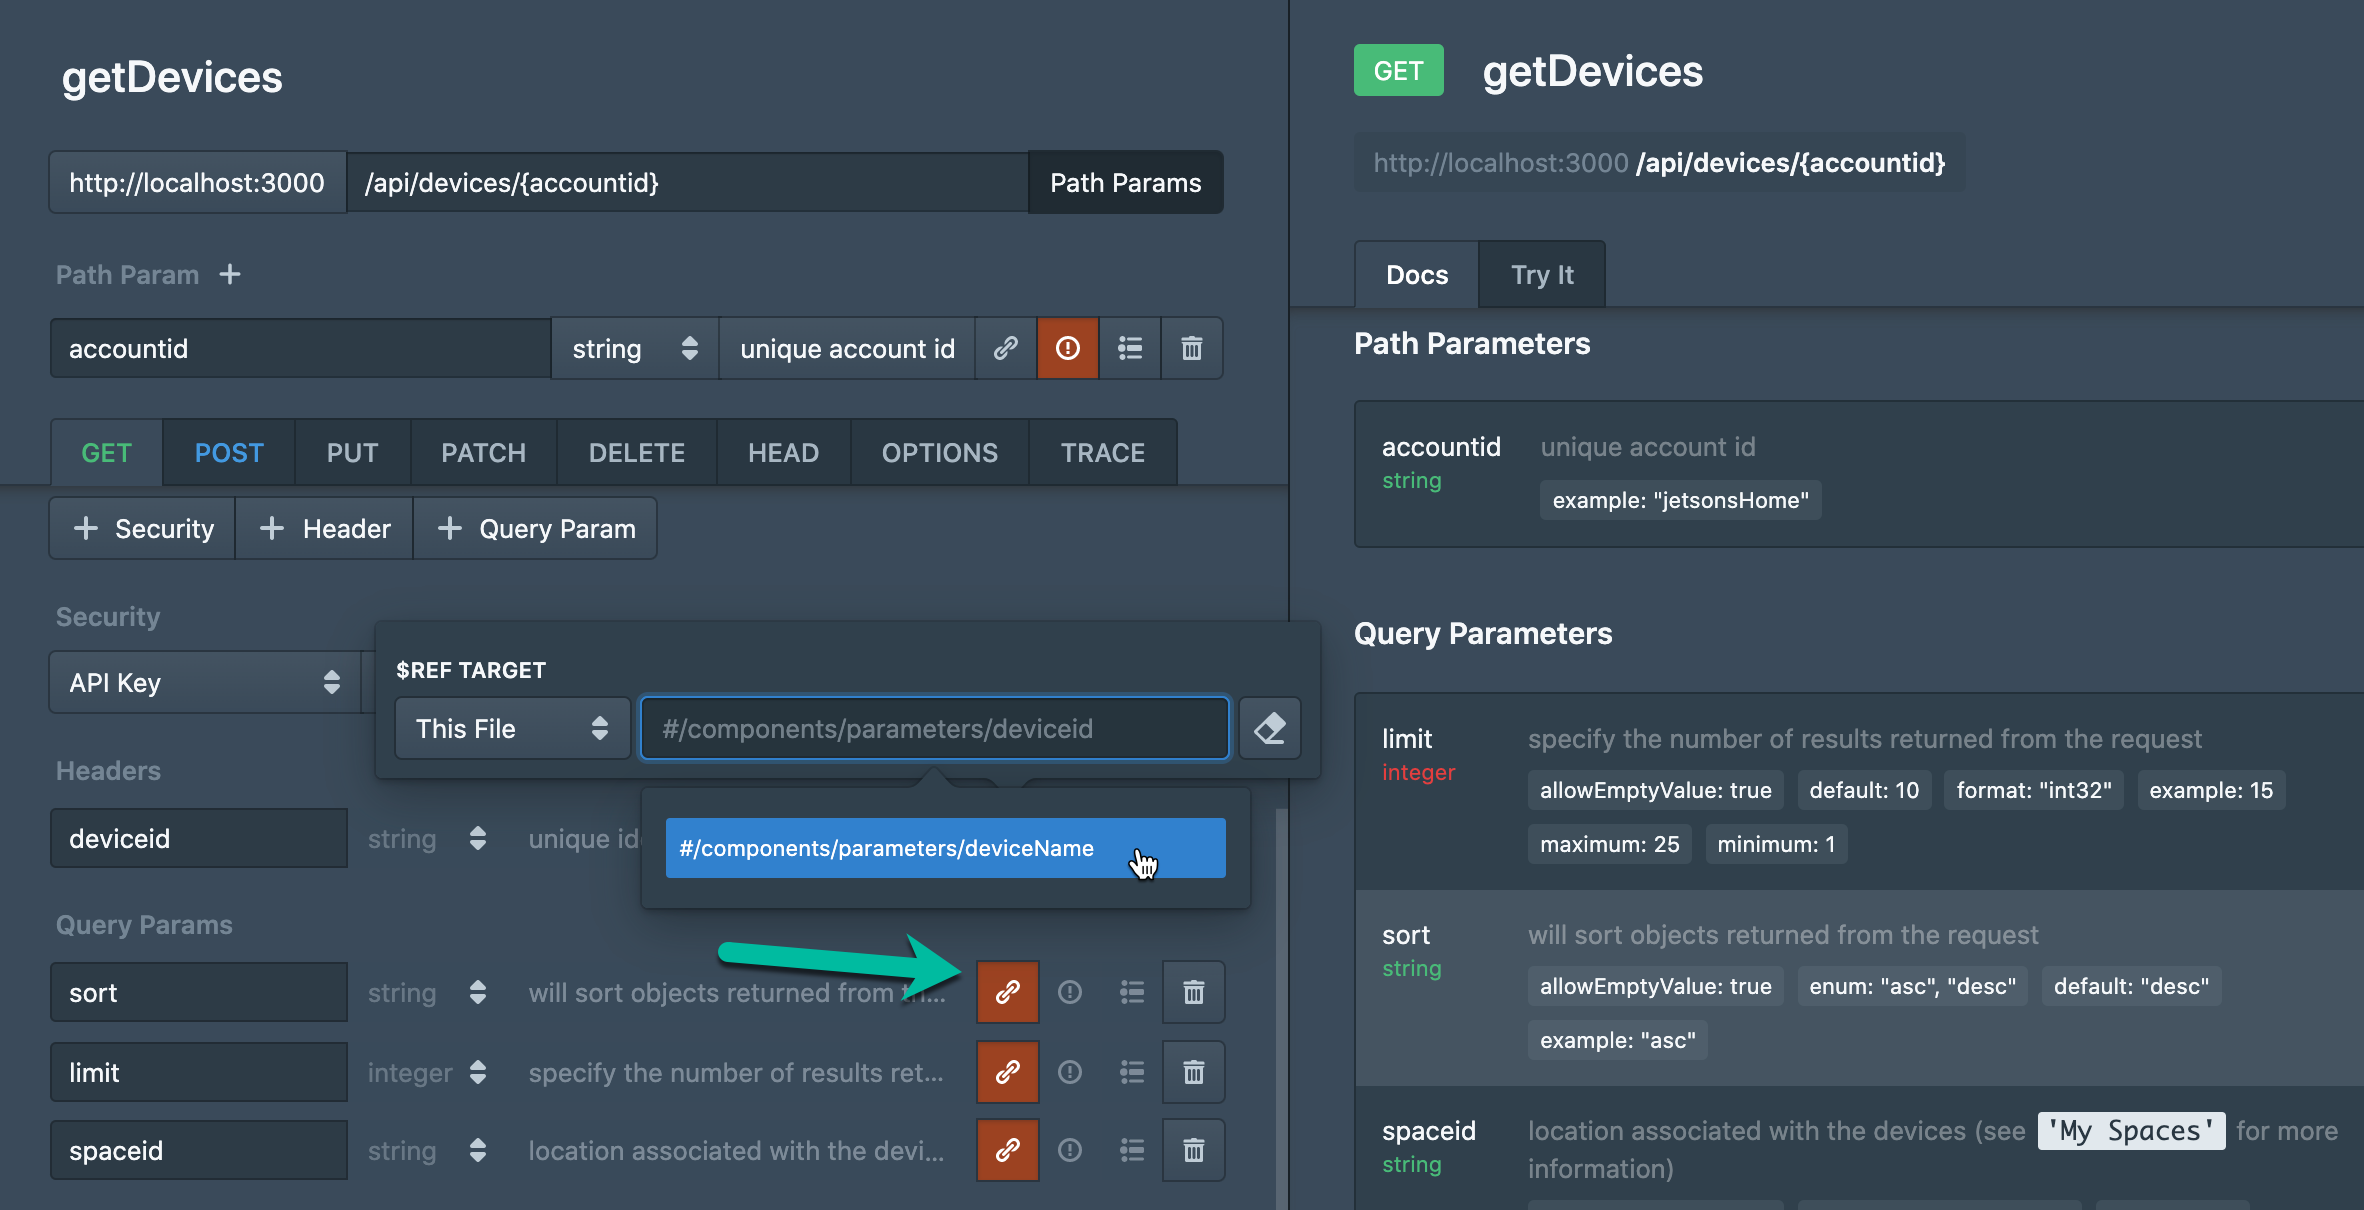 getDevices
http://localhost:3000 /api/devices/{accountid} Path Params
Path Param +
accountid string unique account id
GET POST PUT PATCH DELETE HEAD OPTIONS TRACE
+ Security + Header + Query Param
Security
API Key
$REF TARGET
This File #/components/parameters/deviceid
#/components/parameters/deviceName
Headers
deviceid string unique id
Query Params
sort string will sort objects returned from th...
limit integer specify the number of results ret...
spaceid string location associated with the devi...
GET getDevices
http://localhost:3000 /api/devices/{accountid}
Docs Try It
Path Parameters
accountid unique account id
string
example: "jetsonsHome"
Query Parameters
limit specify the number of results returned from the request
integer
allowEmptyValue: true default: 10 format: "int32" example: 15
maximum: 25 minimum: 1
sort will sort objects returned from the request
string
allowEmptyValue: true enum: "asc", "desc" default: "desc"
example: "asc"
spaceid location associated with the devices (see 'My Spaces' for more
string information)